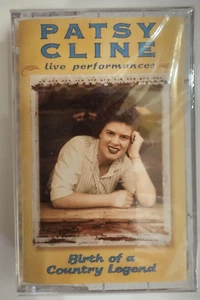 PATSY
CLINE
live performances
Birth of a
Country Legend